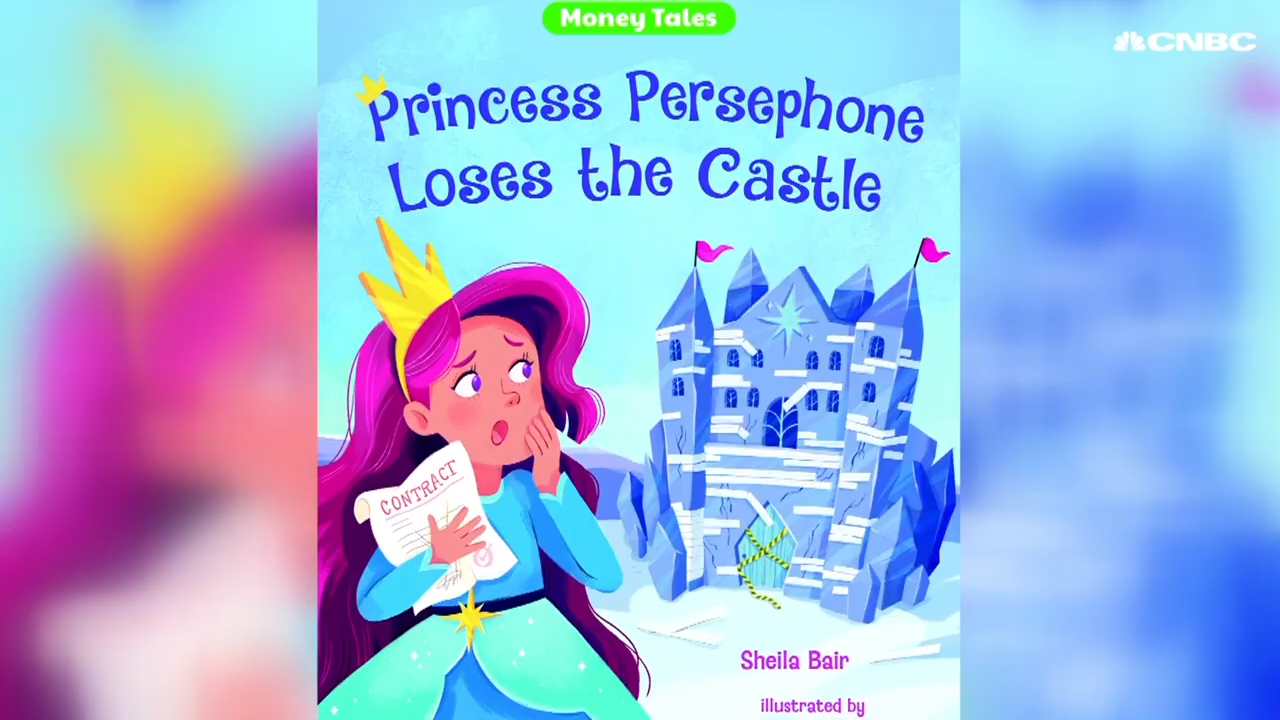 Money Tales
CNBC
Princess Persephone
Loses the Castle
CONTRACT
Sheila Bair
illustrated by